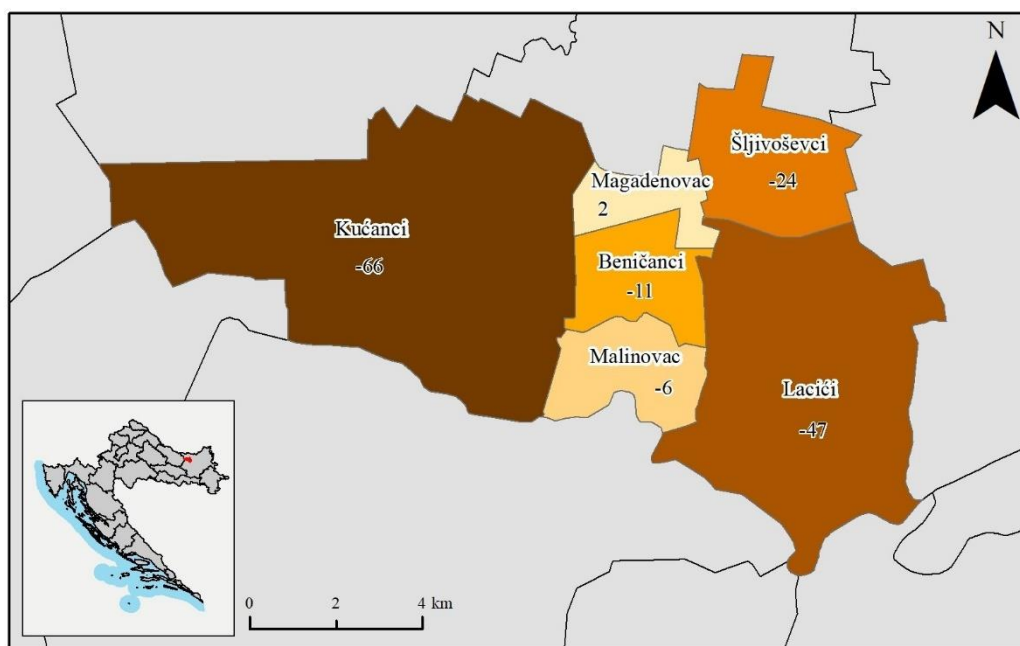 N
Šljivoševci
-24
Magadenovac
2
Kućanci
-66
Beničanci
-11
Malinovac
-6
Lacići
-47
0 2 4 km